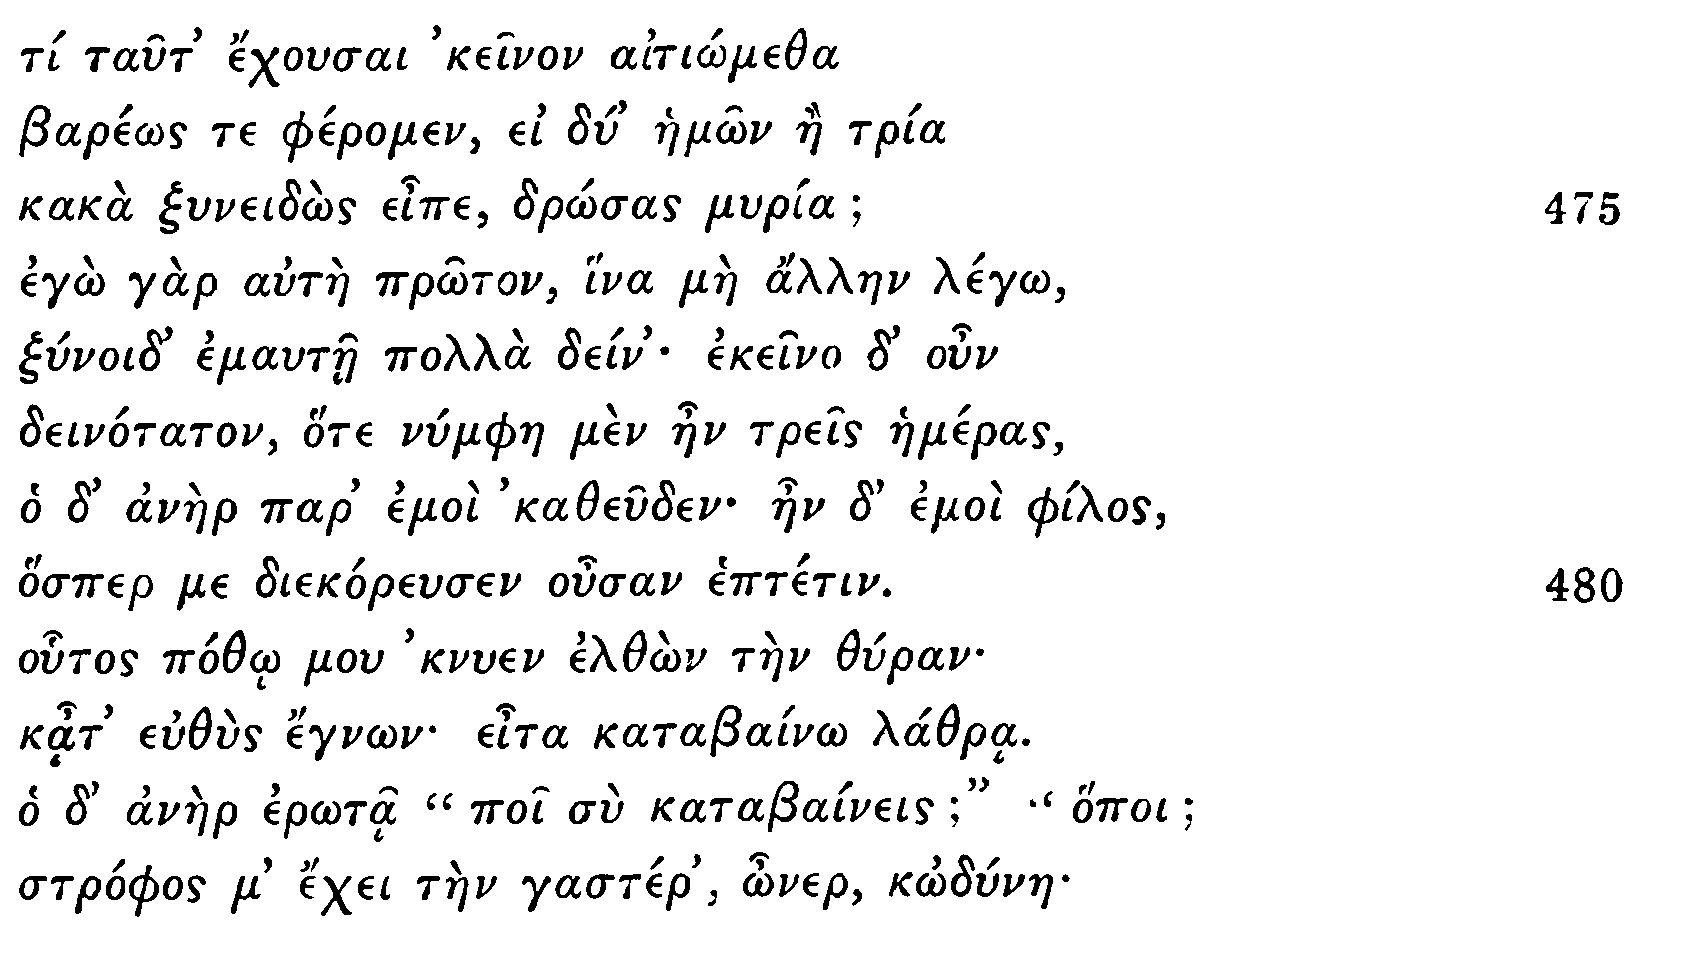 τί ταῦτ’ ἔχουσαι ’κεῖνον αἰτιώμεθα
βαρέως τε φέρομεν, εἰ δύ’ ἡμῶν ἢ τρία
κακὰ ξυνειδὼς εἶπε, δρώσας μυρία ; 475
ἐγὼ γὰρ αὐτὴ πρῶτον, ἵνα μὴ ἄλλην λέγω,
ξύνοιδ’ ἐμαυτῇ πολλὰ δείν’· ἐκεῖνο δ’ οὖν
δεινότατον, ὅτε νύμφη μὲν ἦν τρεῖς ἡμέρας,
ὁ δ’ ἀνὴρ παρ’ ἐμοὶ ’καθεῦδεν· ἦν δ’ ἐμοὶ φίλος,
ὅσπερ με διεκόρευσεν οὖσαν ἑπτέτιν. 480
οὗτος πόθῳ μου ’κνυεν ἐλθὼν τὴν θύραν·
κᾆτ’ εὐθὺς ἔγνων· εἶτα καταβαίνω λάθρᾳ.
ὁ δ’ ἀνὴρ ἐρωτᾷ “ ποῖ σὺ καταβαίνεις ;” “ ὅποι ;
στρόφος μ’ ἔχει τὴν γαστέρ’, ὦνερ, κὠδύνη·